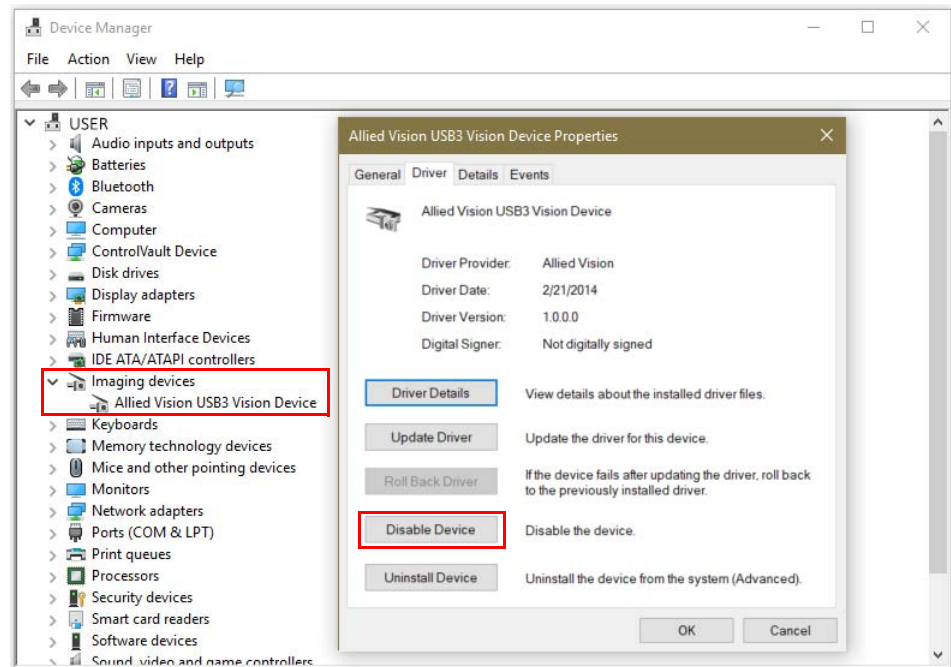 Device Manager
File Action View Help
USER
Audio inputs and outputs
Batteries
Bluetooth
Cameras
Computer
ControlVault Device
Disk drives
Display adapters
Firmware
Human Interface Devices
IDE ATA/ATAPI controllers
Imaging devices
Allied Vision USB3 Vision Device
Keyboards
Memory technology devices
Mice and other pointing devices
Monitors
Network adapters
Ports (COM & LPT)
Print queues
Processors
Security devices
Smart card readers
Software devices
Sound, video and game controllers
Allied Vision USB3 Vision Device Properties
General Driver Details Events
Allied Vision USB3 Vision Device
Driver Provider: Allied Vision
Driver Date: 2/21/2014
Driver Version: 1.0.0.0
Digital Signer: Not digitally signed
Driver Details View details about the installed driver files.
Update Driver Update the driver for this device.
Roll Back Driver If the device fails after updating the driver, roll back
to the previously installed driver.
Disable Device Disable the device.
Uninstall Device Uninstall the device from the system (Advanced).
OK Cancel